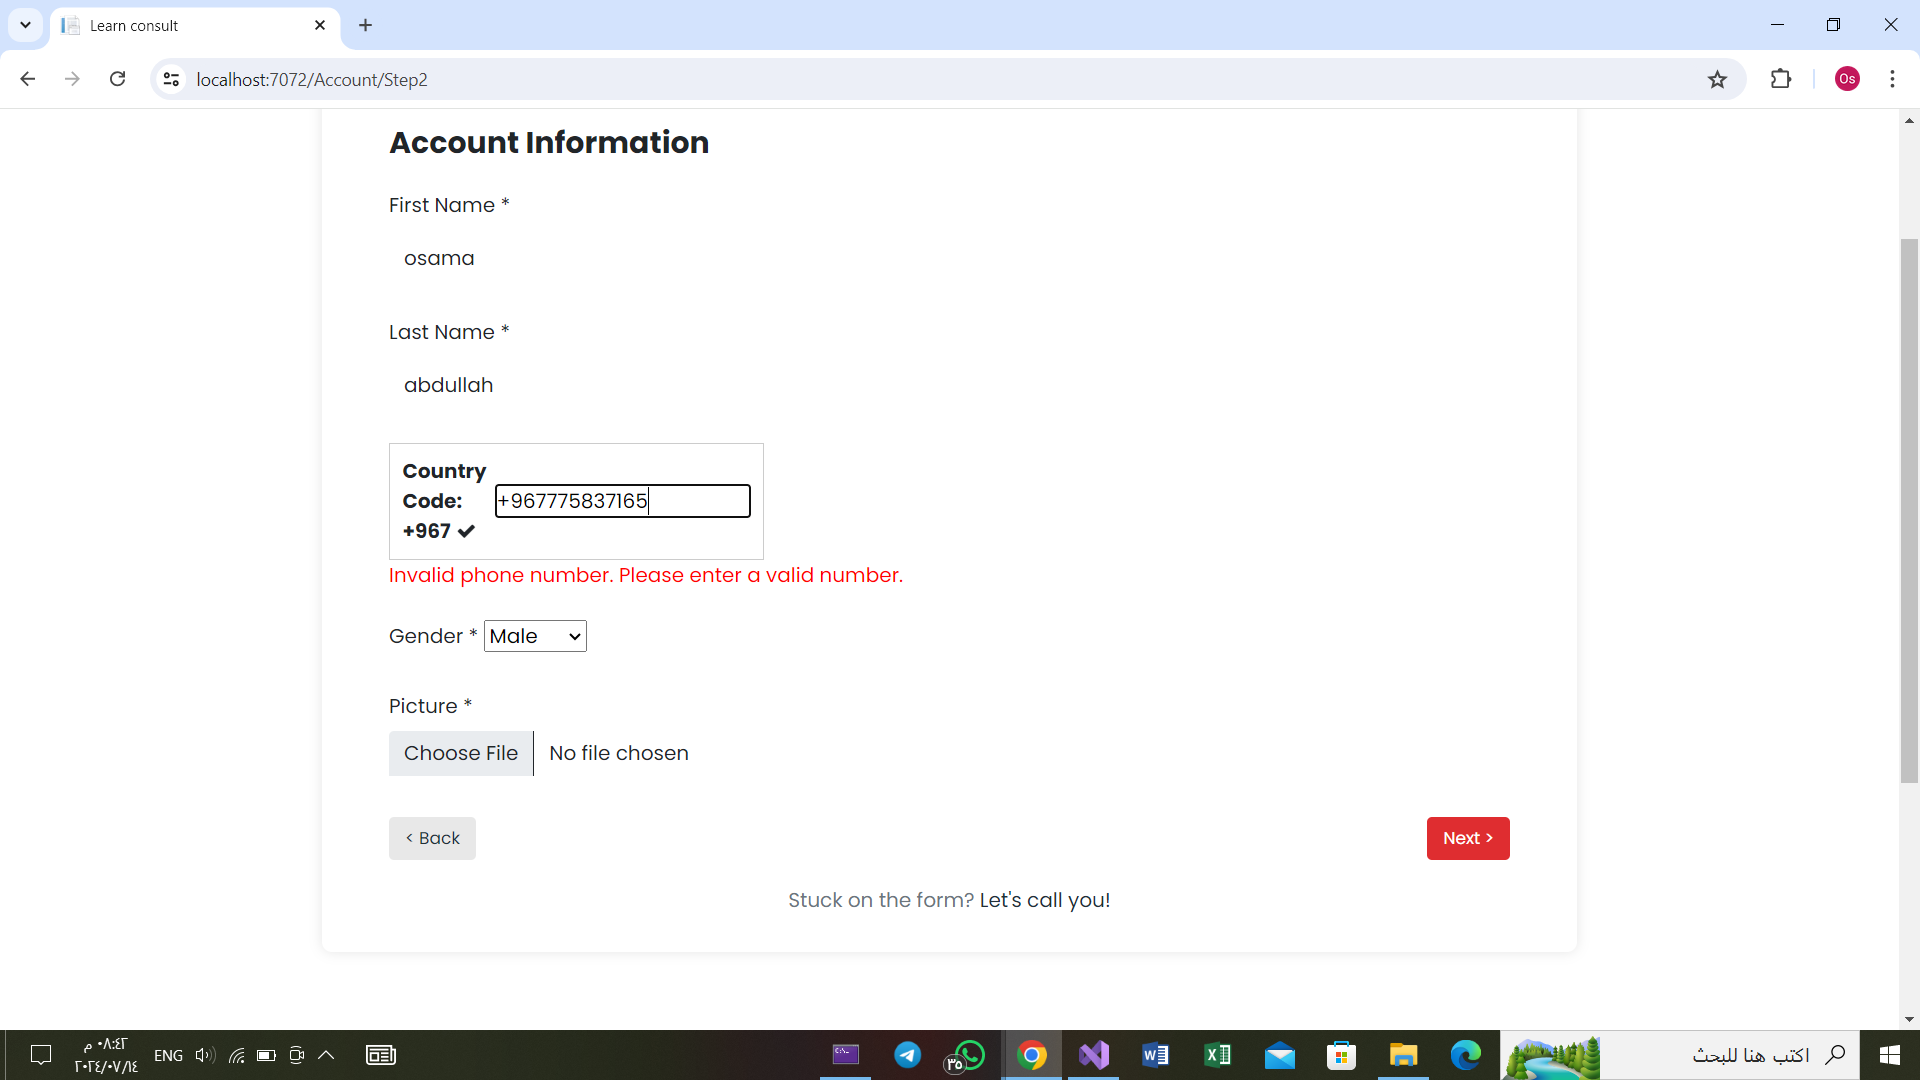 Learn consult
localhost:7072/Account/Step2
Os
Account Information
First Name *
osama
Last Name *
abdullah
Country
Code:
+967
+967775837165
Invalid phone number. Please enter a valid number.
Gender * Male
Picture *
Choose File No file chosen
< Back
Next >
Stuck on the form? Let's call you!
٠٨:٤٢ م
٢٠٢٤/٠٧/١٤
ENG
٣٥
اكتب هنا للبحث